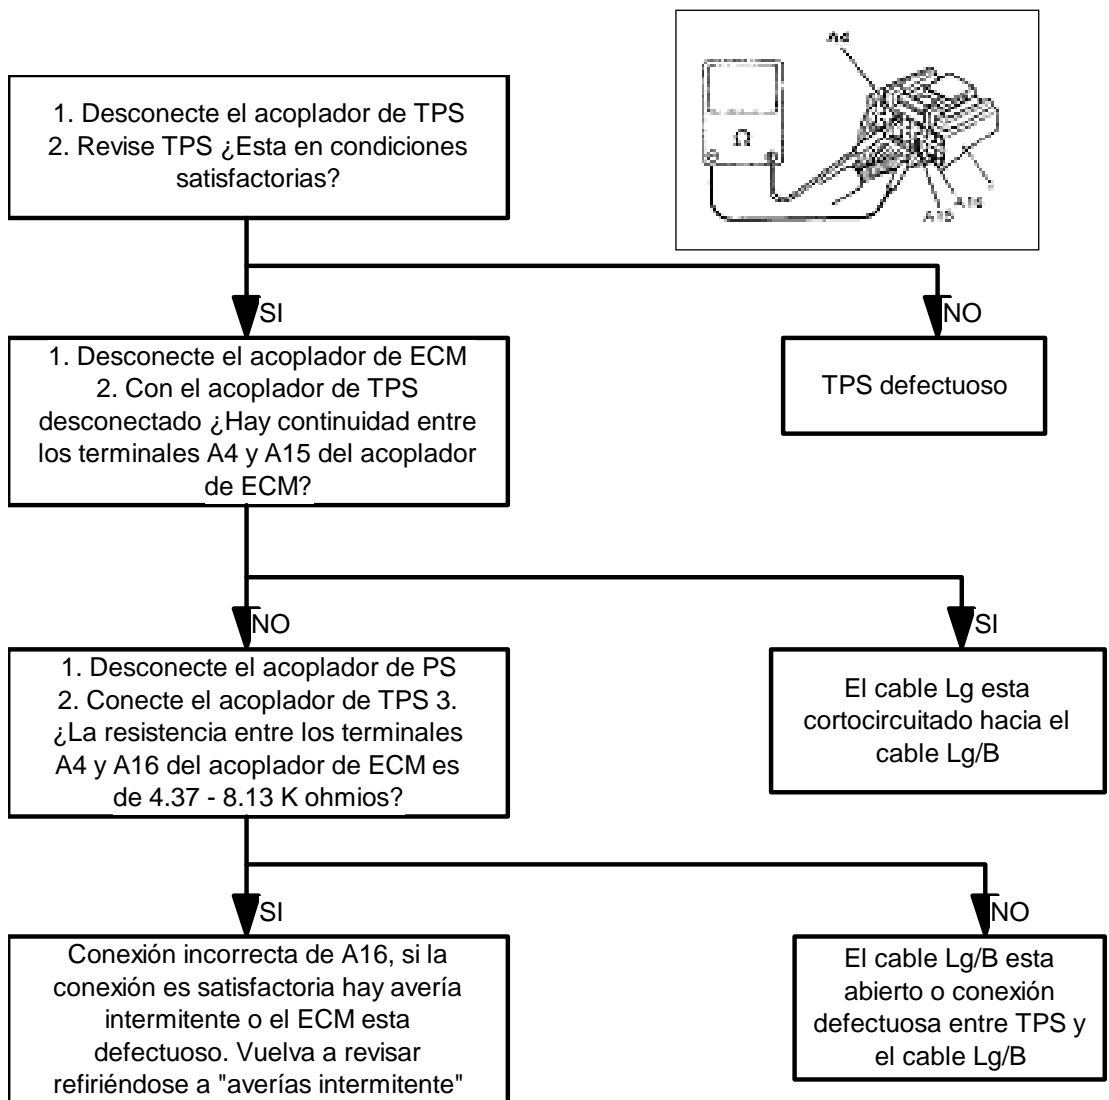 A4
Ω
A15
A16
1. Desconecte el acoplador de TPS
2. Revise TPS ¿Esta en condiciones
satisfactorias?
SI
NO
1. Desconecte el acoplador de ECM
2. Con el acoplador de TPS
desconectado ¿Hay continuidad entre
los terminales A4 y A15 del acoplador
de ECM?
TPS defectuoso
NO
SI
1. Desconecte el acoplador de PS
2. Conecte el acoplador de TPS 3.
¿La resistencia entre los terminales
A4 y A16 del acoplador de ECM es
de 4.37 - 8.13 K ohmios?
El cable Lg esta
cortocircuitado hacia el
cable Lg/B
SI
NO
Conexión incorrecta de A16, si la
conexión es satisfactoria hay avería
intermitente o el ECM esta
defectuoso. Vuelva a revisar
refiriéndose a "averías intermitente"
El cable Lg/B esta
abierto o conexión
defectuosa entre TPS y
el cable Lg/B